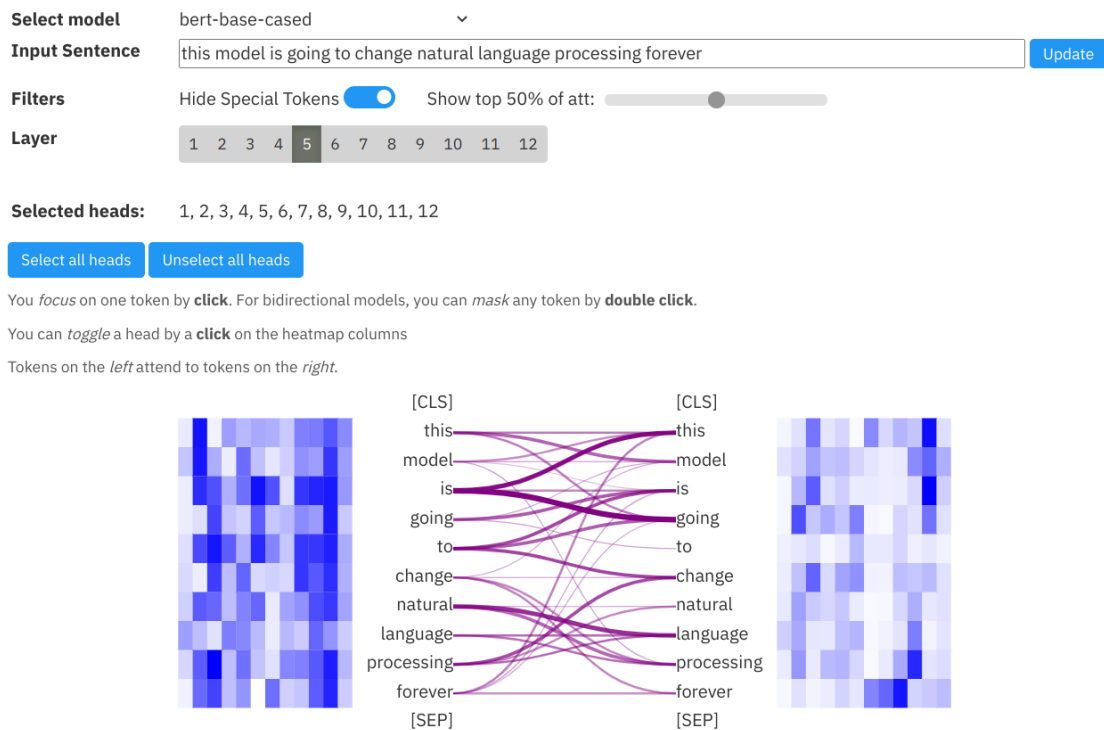 Select model bert-base-cased
Input Sentence this model is going to change natural language processing forever Update
Filters Hide Special Tokens Show top 50% of att:
Layer 1 2 3 4 5 6 7 8 9 10 11 12
Selected heads: 1, 2, 3, 4, 5, 6, 7, 8, 9, 10, 11, 12
Select all heads Unselect all heads
You focus on one token by click. For bidirectional models, you can mask any token by double click.
You can toggle a head by a click on the heatmap columns
Tokens on the left attend to tokens on the right.
[CLS] [CLS]
this this
model model
is is
going going
to to
change change
natural natural
language language
processing processing
forever forever
[SEP] [SEP]